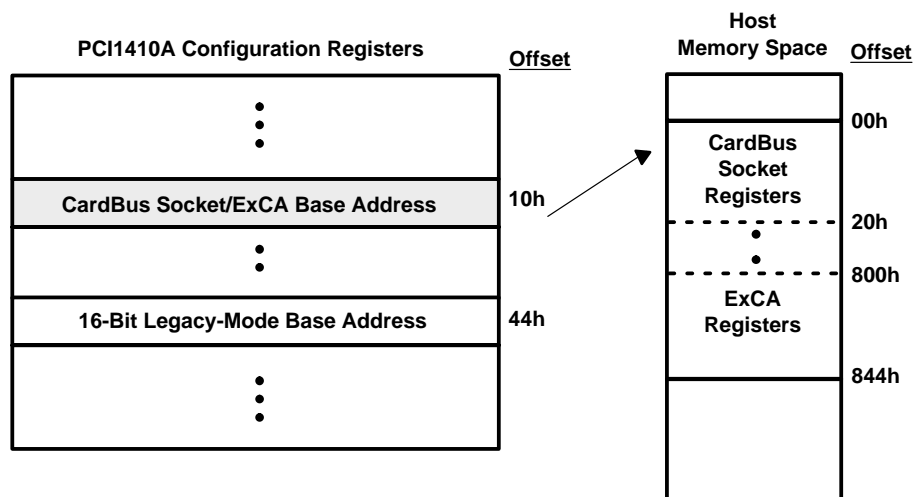 PCI1410A Configuration Registers
Offset
CardBus Socket/ExCA Base Address
10h
16-Bit Legacy-Mode Base Address
44h
Host
Memory Space
Offset
00h
CardBus
Socket
Registers
20h
800h
ExCA
Registers
844h